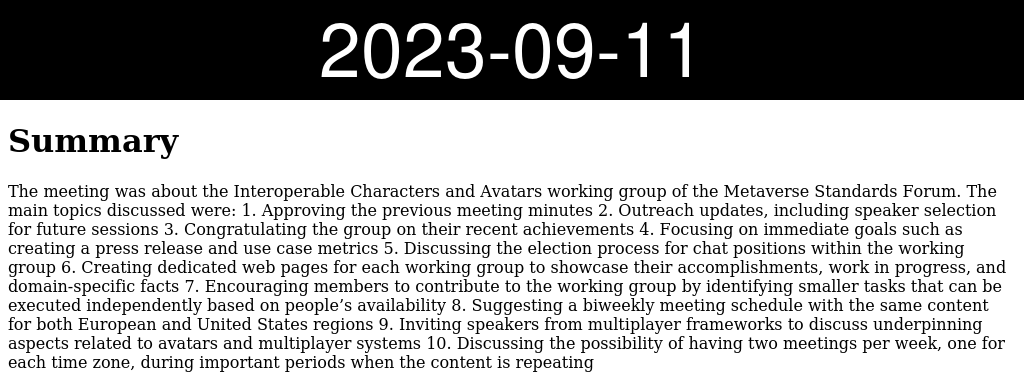 2023-09-11
Summary
The meeting was about the Interoperable Characters and Avatars working group of the Metaverse Standards Forum. The
main topics discussed were: 1. Approving the previous meeting minutes 2. Outreach updates, including speaker selection
for future sessions 3. Congratulating the group on their recent achievements 4. Focusing on immediate goals such as
creating a press release and use case metrics 5. Discussing the election process for chat positions within the working
group 6. Creating dedicated web pages for each working group to showcase their accomplishments, work in progress, and
domain-specific facts 7. Encouraging members to contribute to the working group by identifying smaller tasks that can be
executed independently based on people’s availability 8. Suggesting a biweekly meeting schedule with the same content
for both European and United States regions 9. Inviting speakers from multiplayer frameworks to discuss underpinning
aspects related to avatars and multiplayer systems 10. Discussing the possibility of having two meetings per week, one for
each time zone, during important periods when the content is repeating